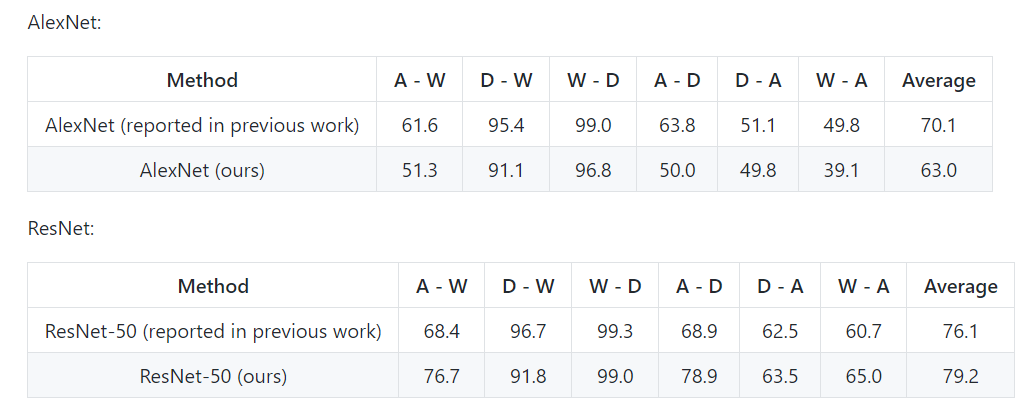 AlexNet:
Method A - W D - W W - D A - D D - A W - A Average
AlexNet (reported in previous work) 61.6 95.4 99.0 63.8 51.1 49.8 70.1
AlexNet (ours) 51.3 91.1 96.8 50.0 49.8 39.1 63.0
ResNet:
Method A - W D - W W - D A - D D - A W - A Average
ResNet-50 (reported in previous work) 68.4 96.7 99.3 68.9 62.5 60.7 76.1
ResNet-50 (ours) 76.7 91.8 99.0 78.9 63.5 65.0 79.2